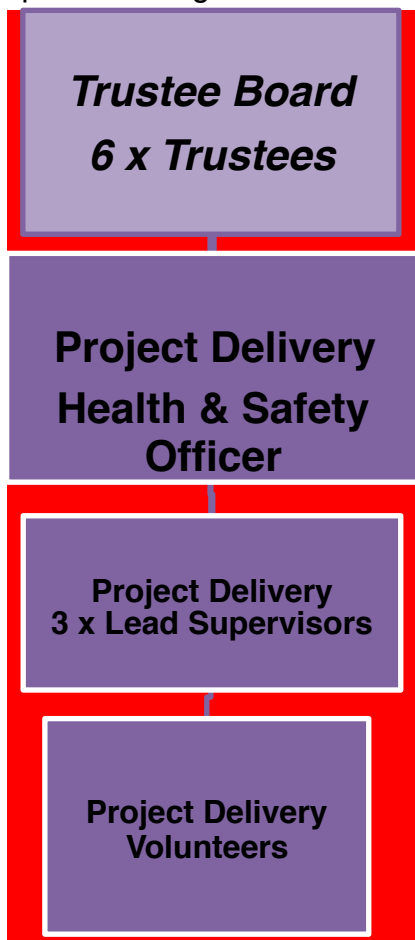 Trustee Board
6 x Trustees
Project Delivery
Health & Safety
Officer
Project Delivery
3 x Lead Supervisors
Project Delivery
Volunteers